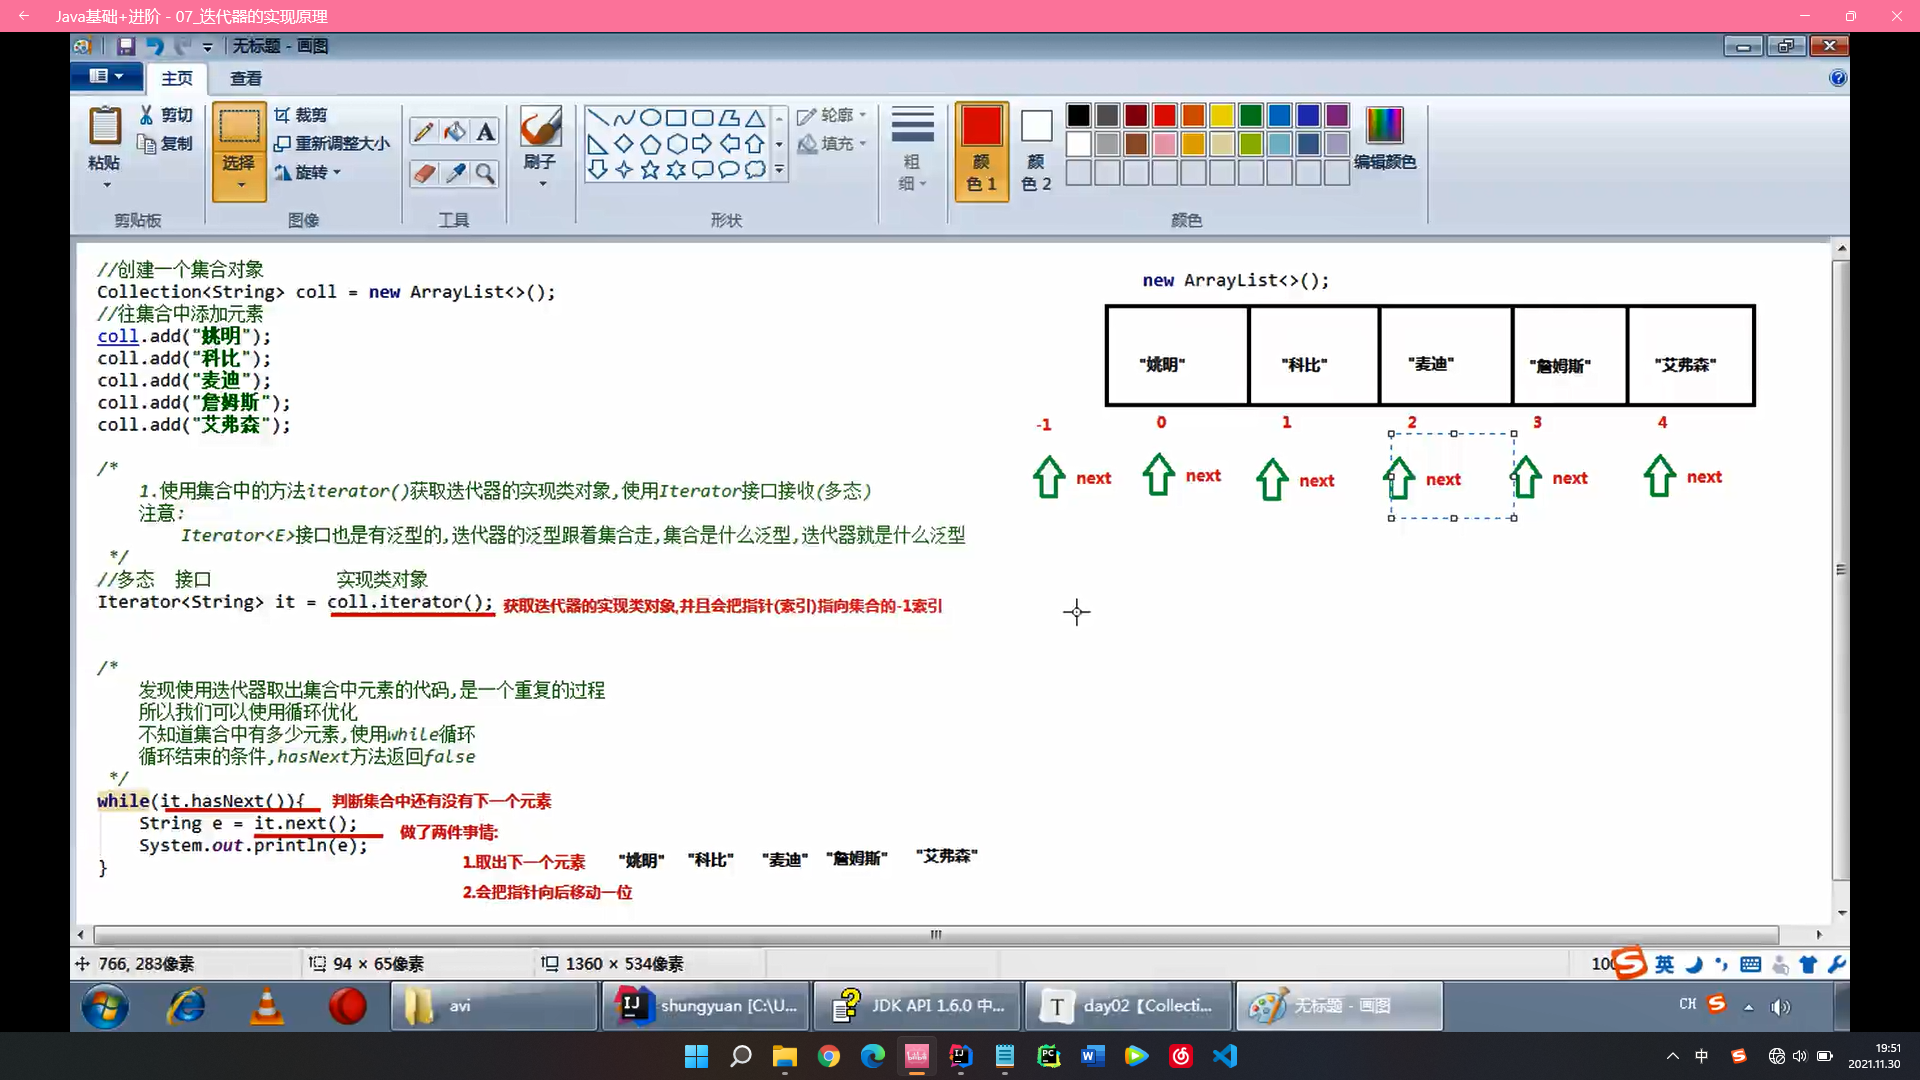 Java基础+进阶 - 07_迭代器的实现原理
无标题 - 画图
主页
查看
粘贴
剪切
复制
剪贴板
选择
裁剪
重新调整大小
旋转
图像
A
工具
刷子
轮廓
填充
形状
粗
细
颜
色 1
颜
色 2
编辑颜色
颜色
//创建一个集合对象
Collection<String> coll = new ArrayList<>();
//往集合中添加元素
coll.add("姚明");
coll.add("科比");
coll.add("麦迪");
coll.add("詹姆斯");
coll.add("艾弗森");
/*
1.使用集合中的方法iterator()获取迭代器的实现类对象,使用Iterator接口接收(多态)
注意:
Iterator<E>接口也是有泛型的,迭代器的泛型跟着集合走,集合是什么泛型,迭代器就是什么泛型
*/
//多态 接口 实现类对象
Iterator<String> it = coll.iterator(); 获取迭代器的实现类对象,并且会把指针(索引)指向集合的-1索引
/*
发现使用迭代器取出集合中元素的代码,是一个重复的过程
所以我们可以使用循环优化
不知道集合中有多少元素,使用while循环
循环结束的条件,hasNext方法返回false
*/
while(it.hasNext()){ 判断集合中还有没有下一个元素
String e = it.next(); 做了两件事情:
System.out.println(e);
}
1.取出下一个元素 "姚明" "科比" "麦迪" "詹姆斯" "艾弗森"
2.会把指针向后移动一位
new ArrayList<>();
"姚明" "科比" "麦迪" "詹姆斯" "艾弗森"
-1 0 1 2 3 4
next next next next next next
766, 283像素
94 × 65像素
1360 × 534像素
100
英
avi
shungyuan [C:\U...
JDK API 1.6.0 中...
day02【Collecti...
无标题 - 画图
CH
中
19:51
2021.11.30